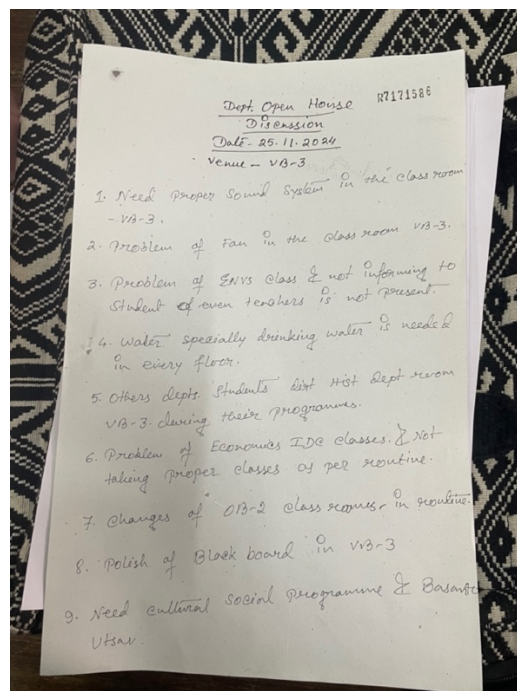 Dept. Open House
R7171586
Discussion
Date - 25.11.2024
Venue - VB-3
1. Need proper Sound System in the class room
- VB-3.
2. Problem of Fan in the class room VB-3.
3. Problem of ENVS class & not informing to
Student of even teachers is not present.
4. Water specially drinking water is needed
in every floor.
5. Others depts. Students dirt Hist Dept room
VB-3 during their programmes.
6. Problem of Economics IDC classes. & Not
taking proper classes as per routine.
7. Changes of OB-2 class rooms, in routine.
8. Polish of Black board in VB-3
9. Need cultural social programme & Basanta
Utsav.